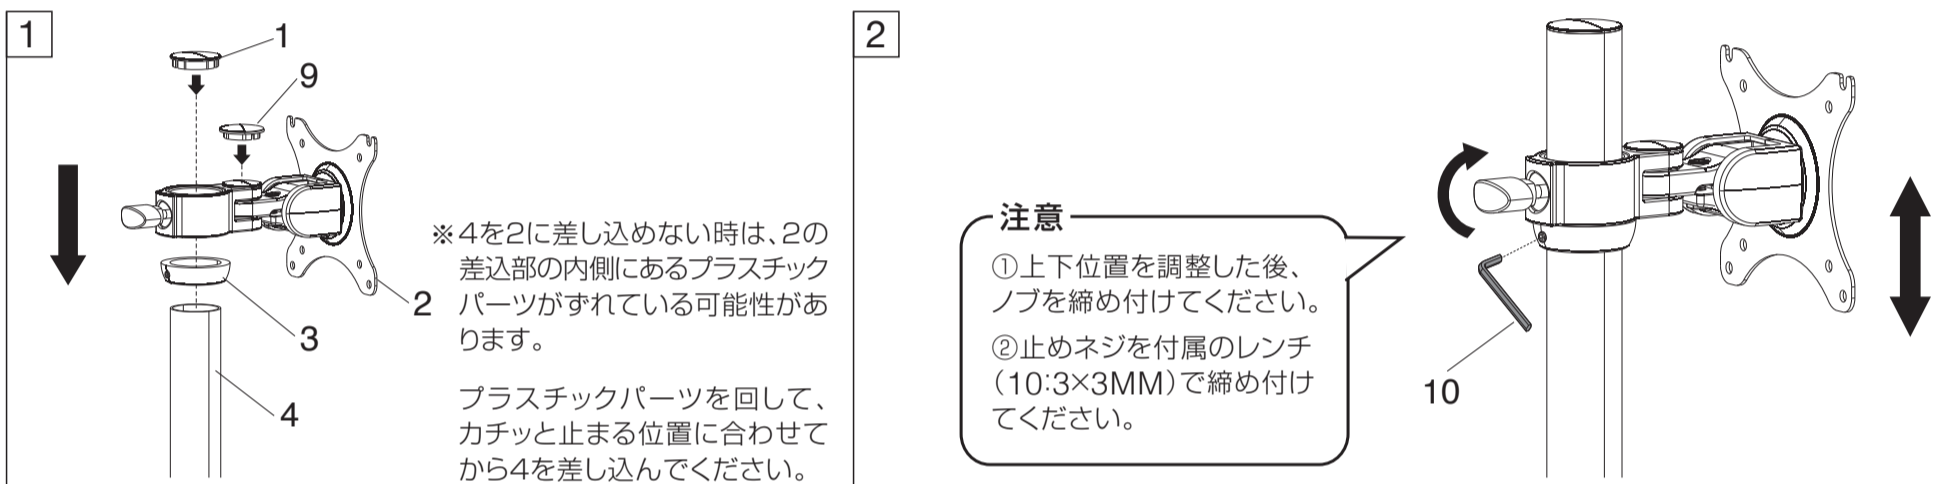 1
1
9
2
3
4
※4を2に差し込めない時は、2の
差込部の内側にあるプラスチック
パーツがずれている可能性があ
ります。
プラスチックパーツを回して、
カチッと止まる位置に合わせて
から4を差し込んでください。
2
注意
①上下位置を調整した後、
ノブを締め付けてください。
②止めネジを付属のレンチ
(10:3×3MM)で締め付け
てください。
10